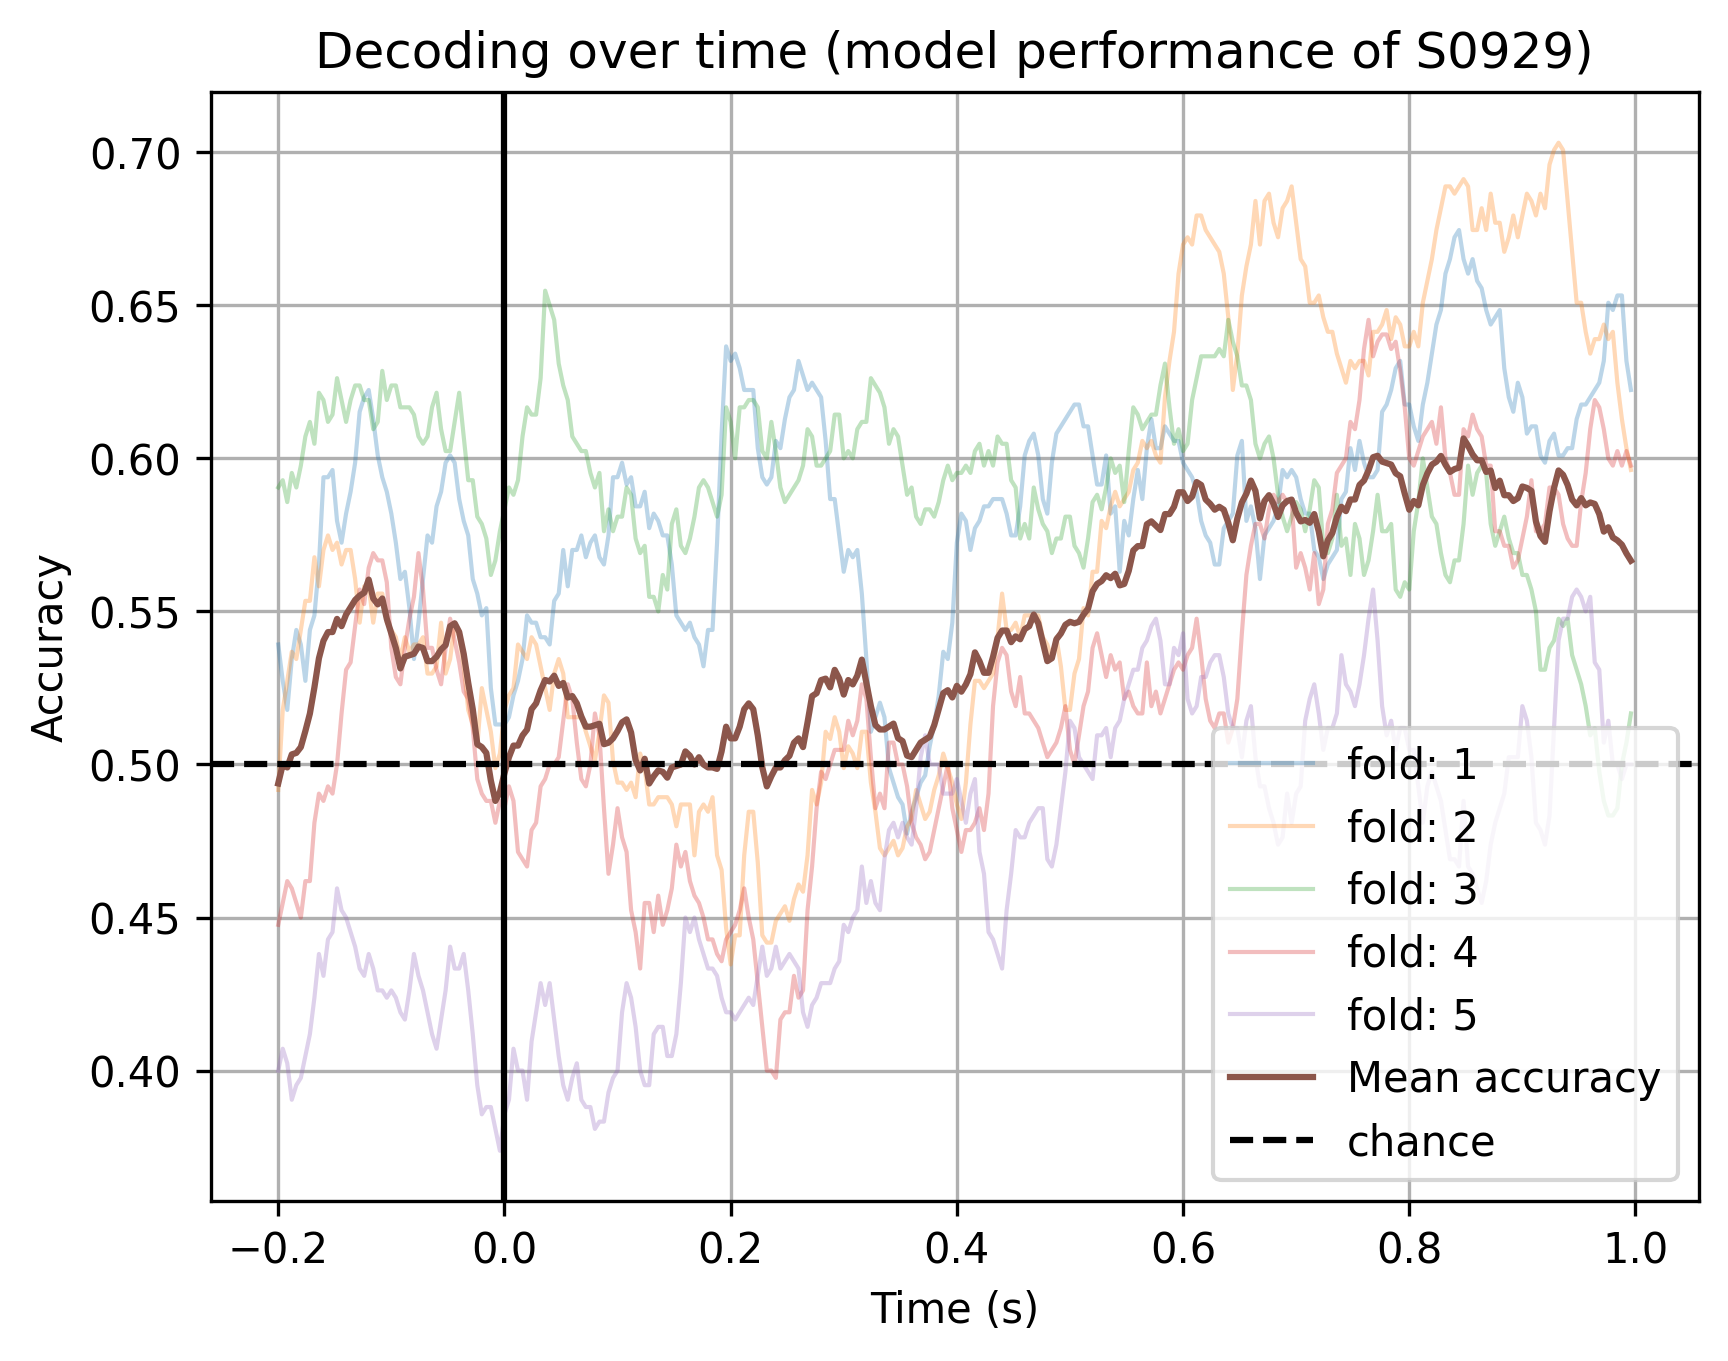 Decoding over time (model performance of S0929)
Accuracy
0.70
0.65
0.60
0.55
0.50
0.45
0.40
−0.2
0.0
0.2
0.4
0.6
0.8
1.0
Time (s)
fold: 1
fold: 2
fold: 3
fold: 4
fold: 5
Mean accuracy
chance